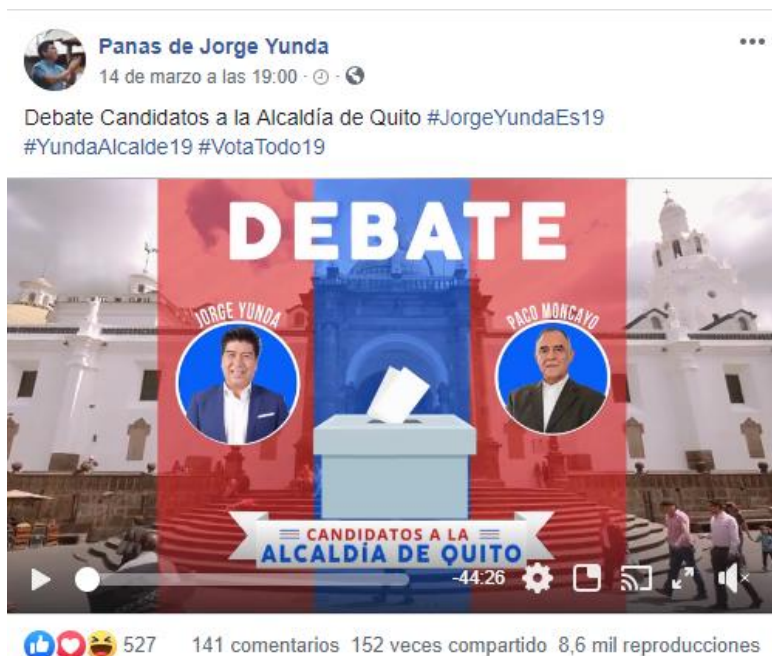 Panas de Jorge Yunda
14 de marzo a las 19:00
Debate Candidatos a la Alcaldía de Quito #JorgeYundaEs19
#YundaAlcalde19 #VotaTodo19
DEBATE
JORGE YUNDA
PACO MONCAYO
CANDIDATOS A LA
ALCALDÍA DE QUITO
-44:26
527 141 comentarios 152 veces compartido 8,6 mil reproducciones